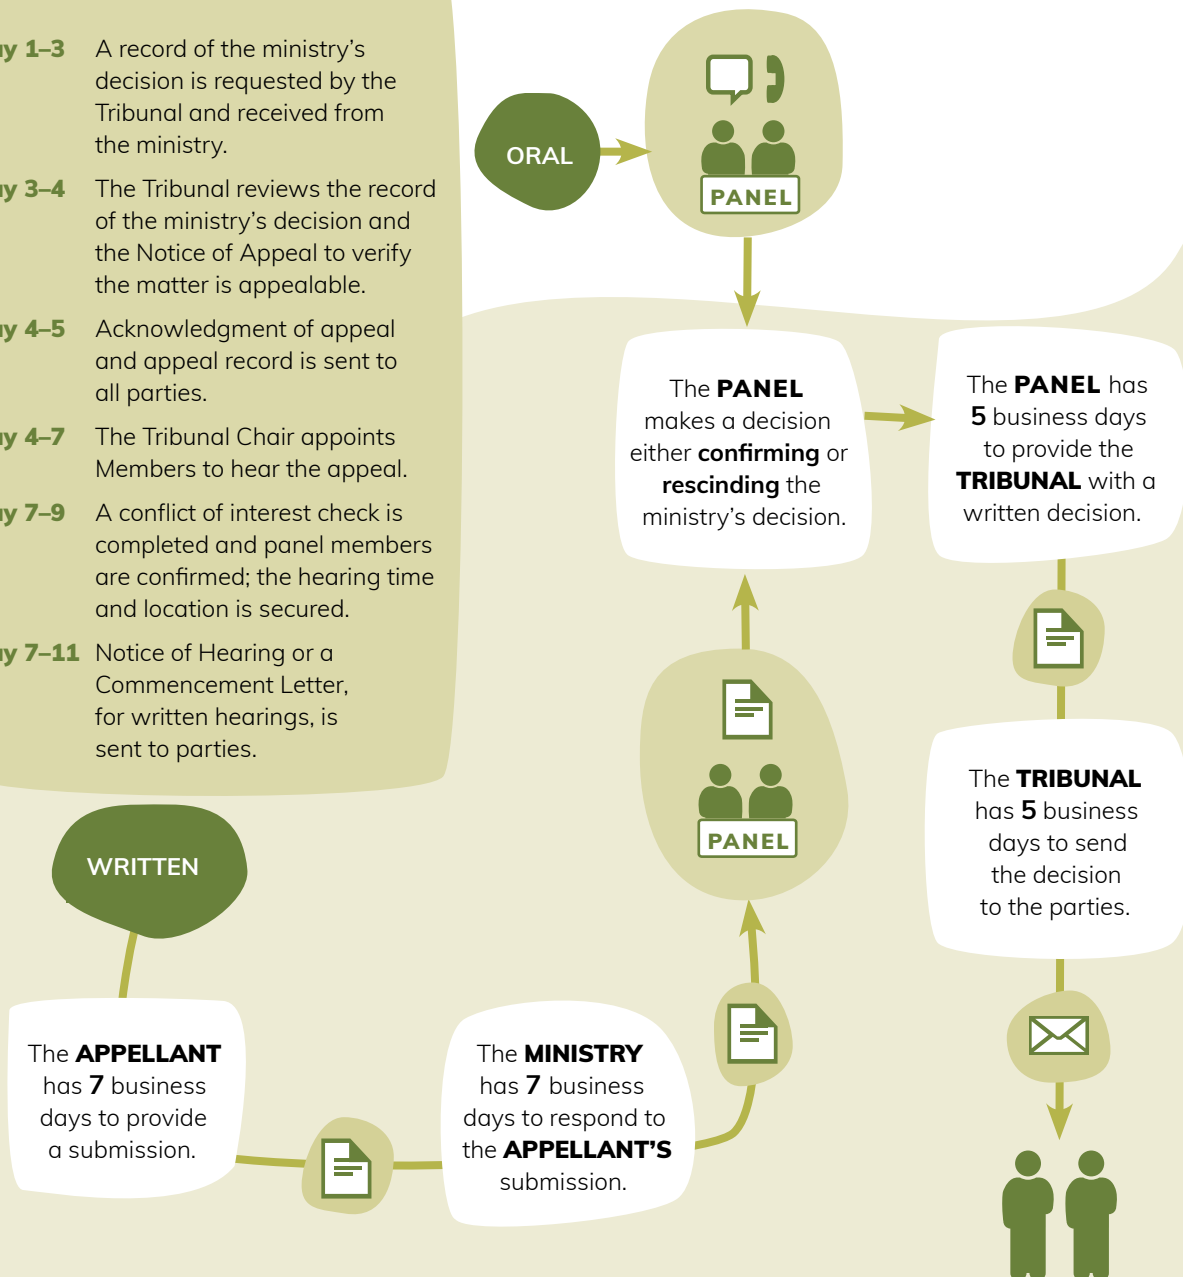 ay 1–3 A record of the ministry’s
decision is requested by the
Tribunal and received from
the ministry.
ay 3–4 The Tribunal reviews the record
of the ministry’s decision and
the Notice of Appeal to verify
the matter is appealable.
ay 4–5 Acknowledgment of appeal
and appeal record is sent to
all parties.
ay 4–7 The Tribunal Chair appoints
Members to hear the appeal.
ay 7–9 A conflict of interest check is
completed and panel members
are confirmed; the hearing time
and location is secured.
ay 7–11 Notice of Hearing or a
Commencement Letter,
for written hearings, is
sent to parties.
ORAL
PANEL
The PANEL
makes a decision
either confirming or
rescinding the
ministry’s decision.
The PANEL has
5 business days
to provide the
TRIBUNAL with a
written decision.
PANEL
The TRIBUNAL
has 5 business
days to send
the decision
to the parties.
WRITTEN
The APPELLANT
has 7 business
days to provide
a submission.
The MINISTRY
has 7 business
days to respond to
the APPELLANT’S
submission.